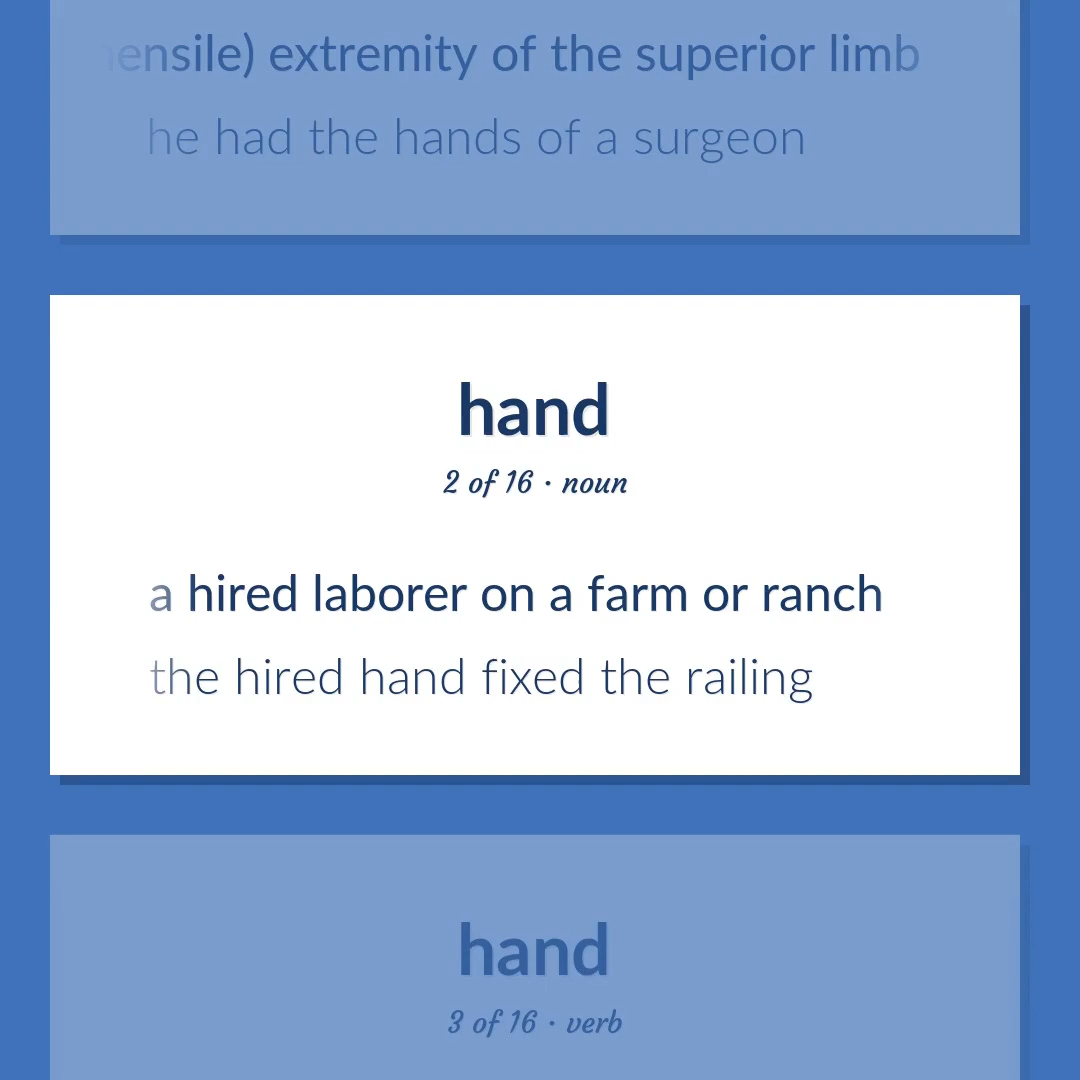 extremity of the superior limb
he had the hands of a surgeon
hand
2 of 16 · noun
a hired laborer on a farm or ranch
the hired hand fixed the railing
hand
3 of 16 · verb